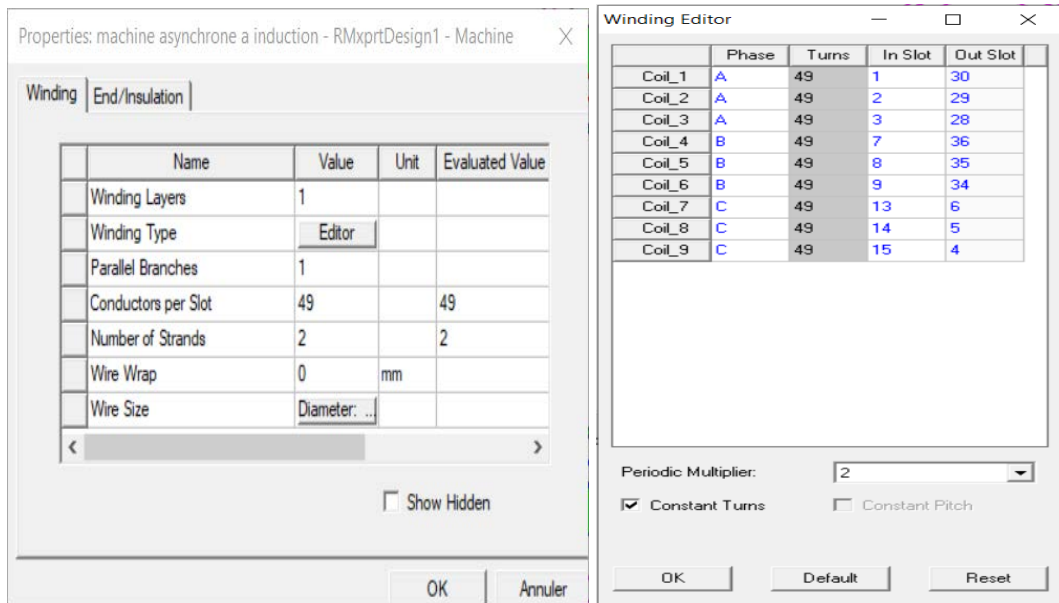 Properties: machine asynchrone a induction - RMxprtDesign1 - Machine
Winding End/Insulation
Name Value Unit Evaluated Value
Winding Layers 1
Winding Type Editor
Parallel Branches 1
Conductors per Slot 49 49
Number of Strands 2 2
Wire Wrap 0 mm
Wire Size Diameter: ...
Show Hidden
OK Annuler
Winding Editor
Phase Turns In Slot Out Slot
Coil_1 A 49 1 30
Coil_2 A 49 2 29
Coil_3 A 49 3 28
Coil_4 B 49 7 36
Coil_5 B 49 8 35
Coil_6 B 49 9 34
Coil_7 C 49 13 6
Coil_8 C 49 14 5
Coil_9 C 49 15 4
Periodic Multiplier: 2
Constant Turns Constant Pitch
OK Default Reset